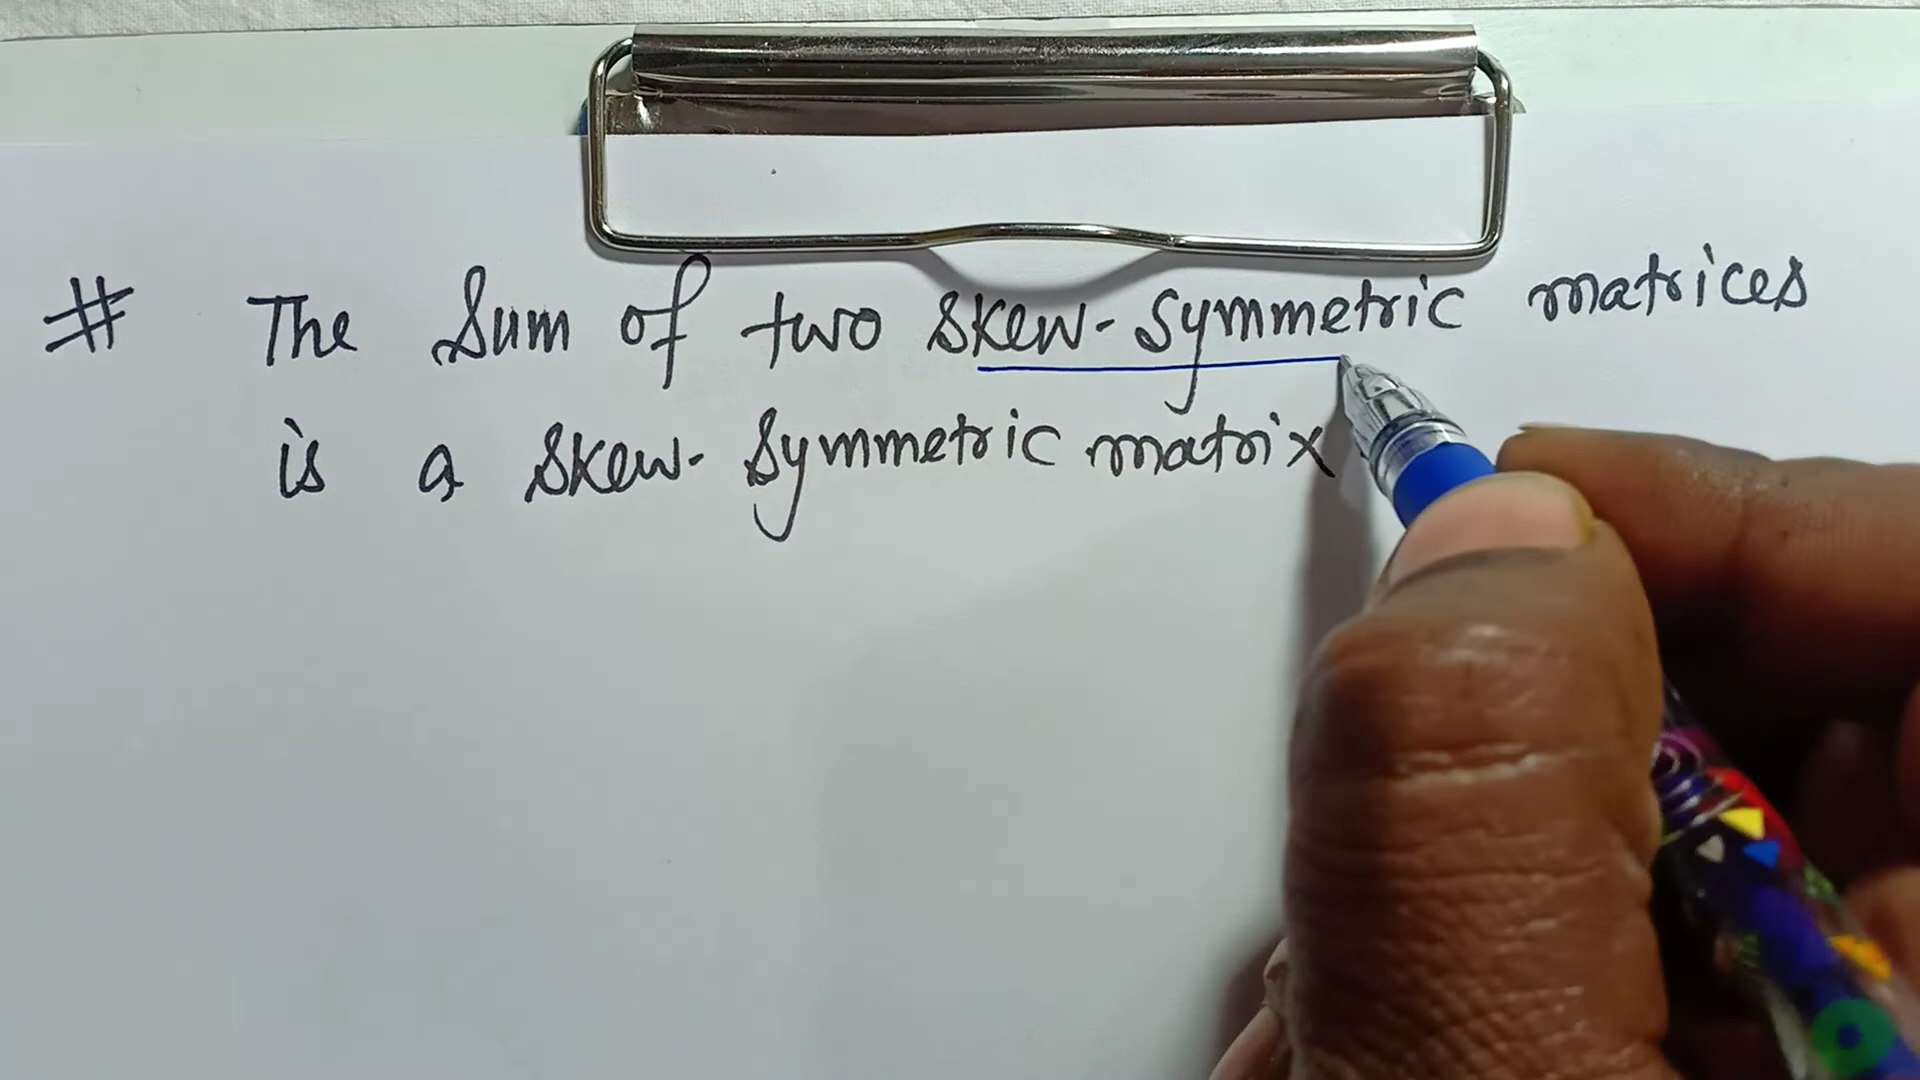 # The Sum of two skew-symmetric matrices
is a skew-symmetric matrix